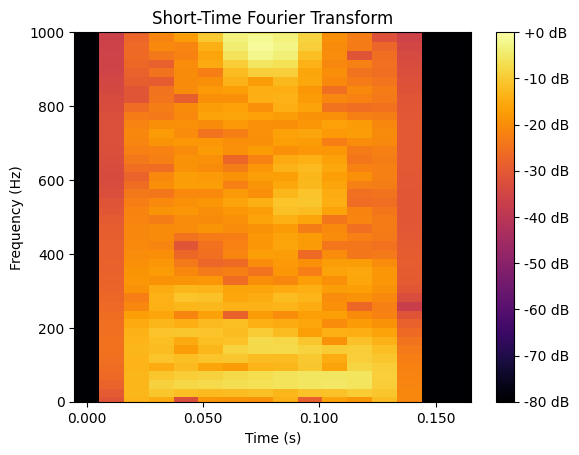 Short-Time Fourier Transform
1000
800
600
400
200
0
Frequency (Hz)
0.000
0.050
0.100
0.150
Time (s)
+0 dB
-10 dB
-20 dB
-30 dB
-40 dB
-50 dB
-60 dB
-70 dB
-80 dB